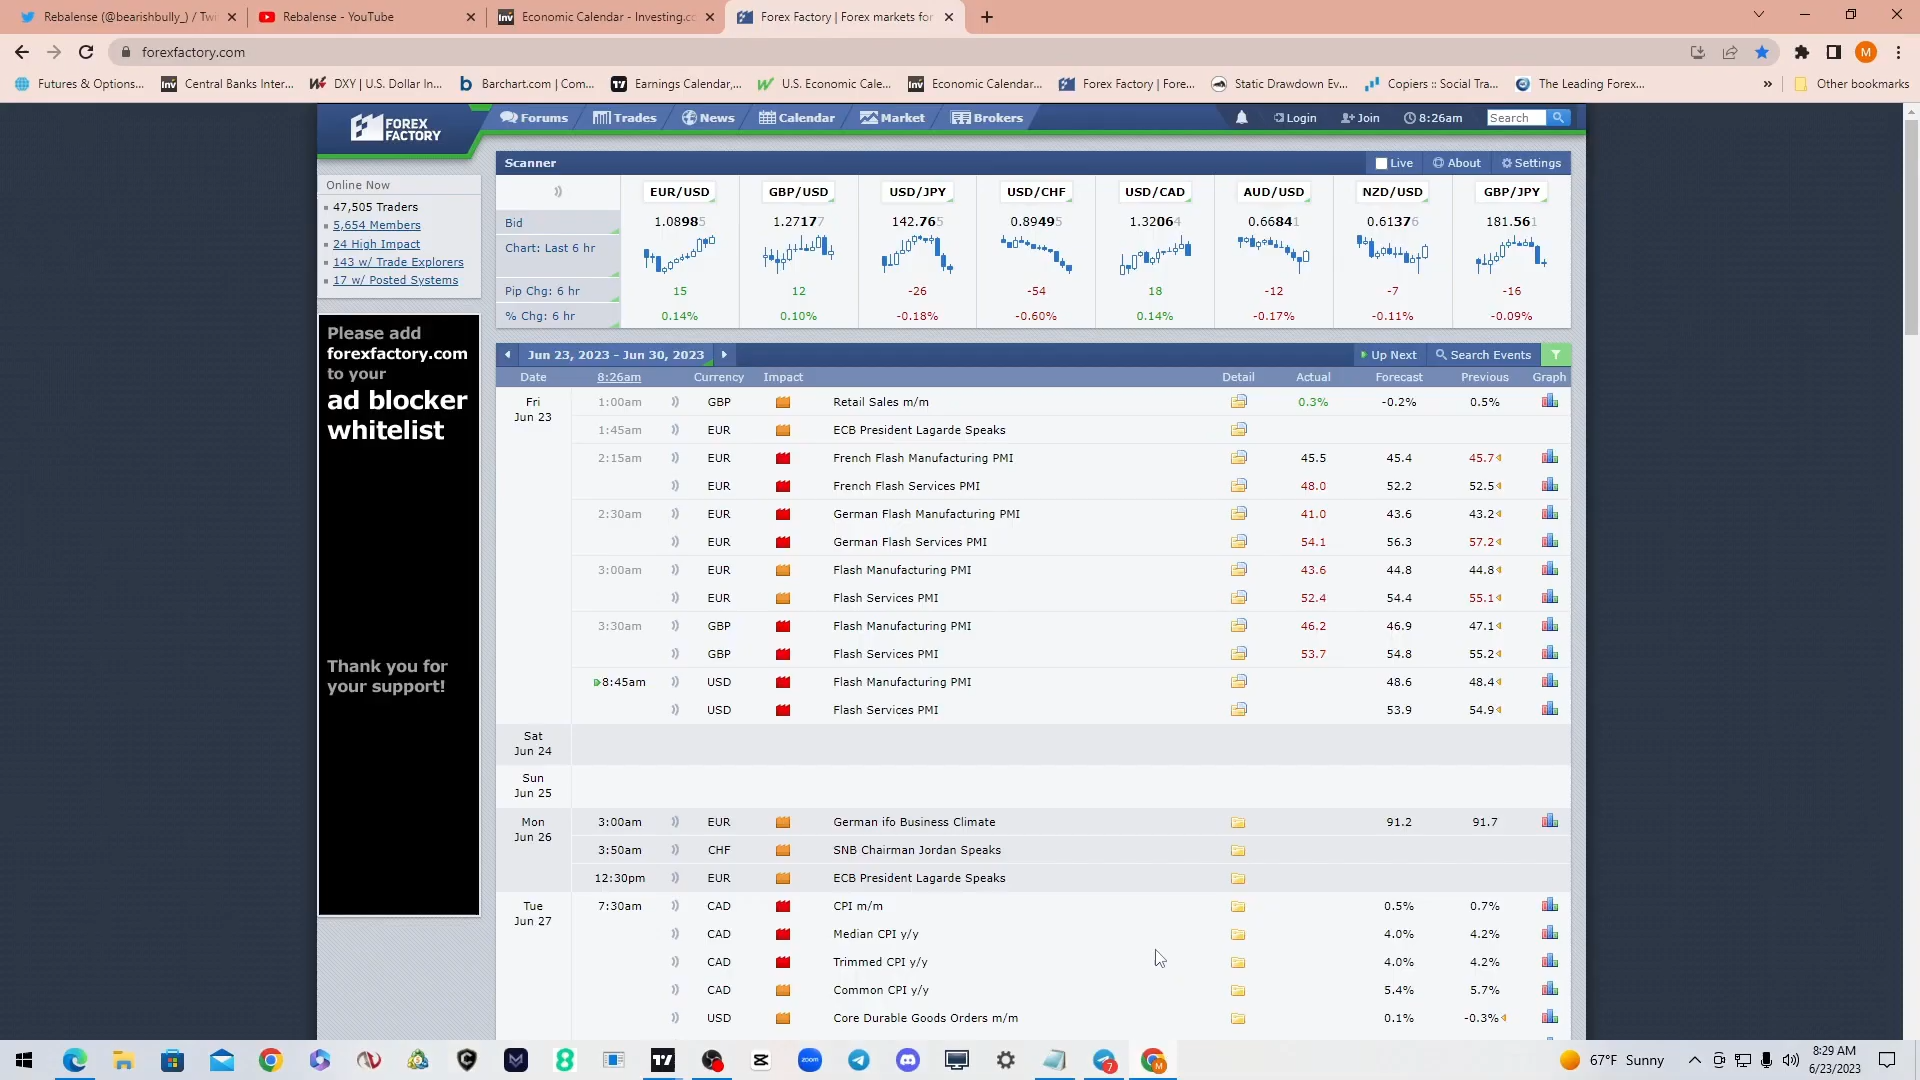 Rebalense (@bearishbully_) / Twi
Rebalense - YouTube
Economic Calendar - Investing.co
Forex Factory | Forex markets for
forexfactory.com
M
Futures & Options...
Central Banks Inter...
DXY | U.S. Dollar In...
Barchart.com | Com...
Earnings Calendar,...
U.S. Economic Cale...
Economic Calendar...
Forex Factory | Fore...
Static Drawdown Ev...
Copiers :: Social Tra...
The Leading Forex...
Other bookmarks
FOREX
FACTORY
Forums
Trades
News
Calendar
Market
Brokers
Login
Join
8:26am
Search
Online Now
47,505 Traders
5,654 Members
24 High Impact
143 w/ Trade Explorers
17 w/ Posted Systems
Please add
forexfactory.com
to your
ad blocker
whitelist
Thank you for
your support!
Scanner
Live
About
Settings
EUR/USD GBP/USD USD/JPY USD/CHF USD/CAD AUD/USD NZD/USD GBP/JPY
Bid 1.08985 1.27177 142.765 0.89495 1.32064 0.66841 0.61376 181.561
Chart: Last 6 hr
Pip Chg: 6 hr 15 12 -26 -54 18 -12 -7 -16
% Chg: 6 hr 0.14% 0.10% -0.18% -0.60% 0.14% -0.17% -0.11% -0.09%
Jun 23, 2023 - Jun 30, 2023
Up Next
Search Events
Date 8:26am Currency Impact Detail Actual Forecast Previous Graph
Fri
Jun 23
1:00am GBP Retail Sales m/m 0.3% -0.2% 0.5%
1:45am EUR ECB President Lagarde Speaks
2:15am EUR French Flash Manufacturing PMI 45.5 45.4 45.7
EUR French Flash Services PMI 48.0 52.2 52.5
2:30am EUR German Flash Manufacturing PMI 41.0 43.6 43.2
EUR German Flash Services PMI 54.1 56.3 57.2
3:00am EUR Flash Manufacturing PMI 43.6 44.8 44.8
EUR Flash Services PMI 52.4 54.4 55.1
3:30am GBP Flash Manufacturing PMI 46.2 46.9 47.1
GBP Flash Services PMI 53.7 54.8 55.2
8:45am USD Flash Manufacturing PMI 48.6 48.4
USD Flash Services PMI 53.9 54.9
Sat
Jun 24
Sun
Jun 25
Mon
Jun 26
3:00am EUR German ifo Business Climate 91.2 91.7
3:50am CHF SNB Chairman Jordan Speaks
12:30pm EUR ECB President Lagarde Speaks
Tue
Jun 27
7:30am CAD CPI m/m 0.5% 0.7%
CAD Median CPI y/y 4.0% 4.2%
CAD Trimmed CPI y/y 4.0% 4.2%
CAD Common CPI y/y 5.4% 5.7%
USD Core Durable Goods Orders m/m 0.1% -0.3%
zoom
7
M
67°F Sunny
8:29 AM
6/23/2023